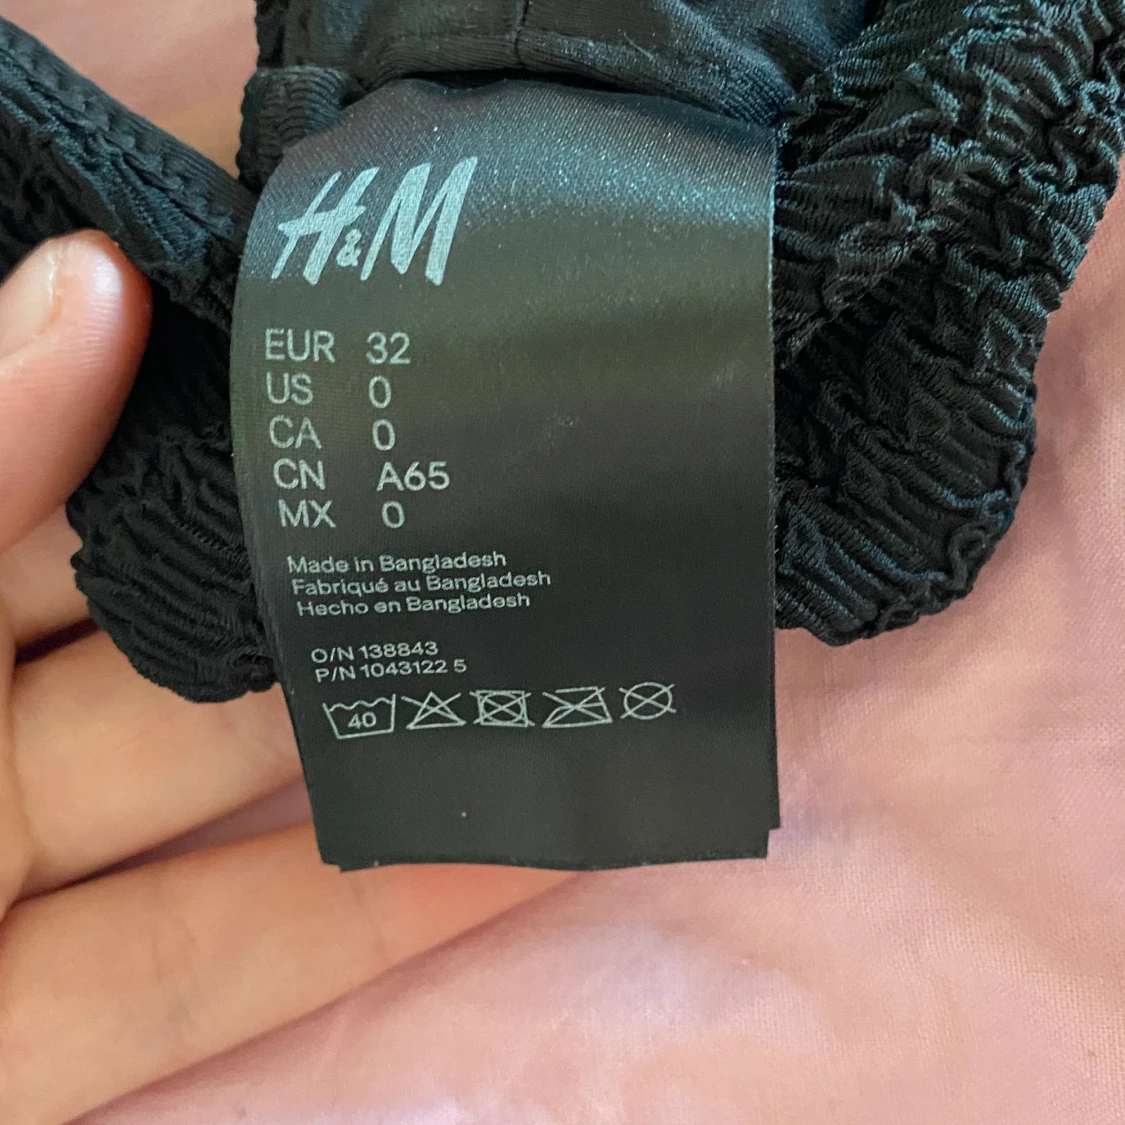 H&M
EUR 32
US 0
CA 0
CN A65
MX 0
Made in Bangladesh
Fabriqué au Bangladesh
Hecho en Bangladesh
O/N 138843
P/N 1043122 5
40